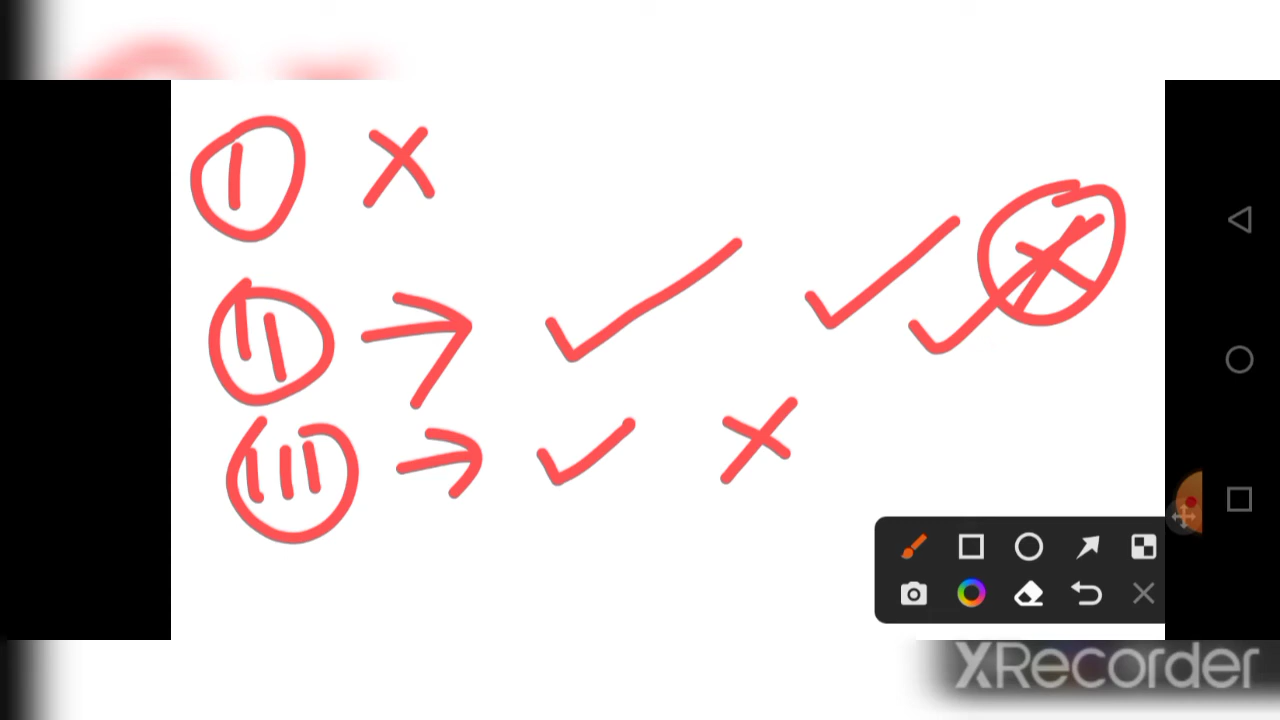 I X
II → ✓ ✓ ✓ X
III → ✓ X
XRecorder